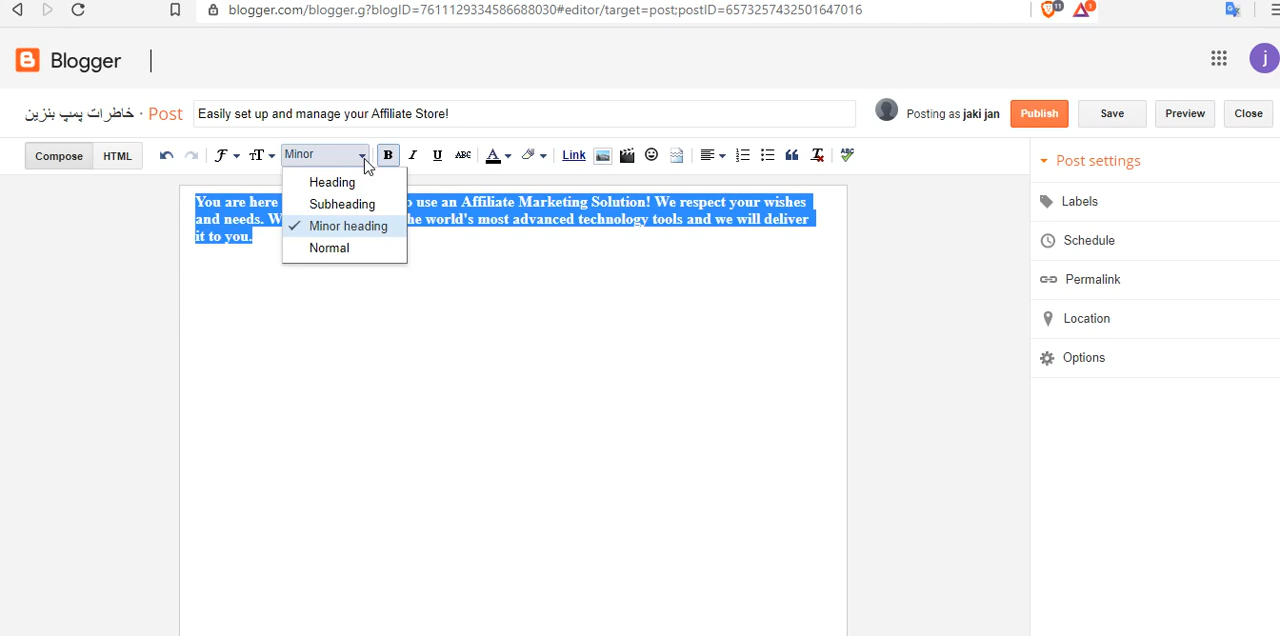 blogger.com/blogger.g?blogID=7611129334586688030#editor/target=post;postID=6573257432501647016
11
1
Blogger
j
خاطرات پمپ بنزین · Post
Easily set up and manage your Affiliate Store!
Posting as jaki jan
Publish
Save
Preview
Close
Compose
HTML
Minor
B I U ABC A
Link
Post settings
Heading
Subheading
Minor heading
Normal
You are here
o use an Affiliate Marketing Solution! We respect your wishes
and needs. W
he world's most advanced technology tools and we will deliver
it to you.
Labels
Schedule
Permalink
Location
Options